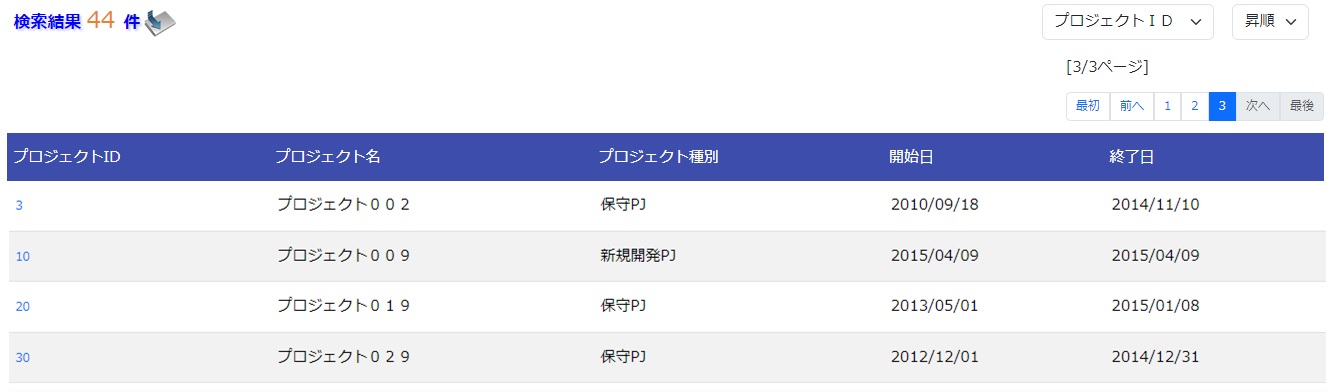 検索結果 44 件
プロジェクトＩＤ 昇順
[3/3ページ]
最初 前へ 1 2 3 次へ 最後
プロジェクトID プロジェクト名 プロジェクト種別 開始日 終了日
3 プロジェクト００２ 保守PJ 2010/09/18 2014/11/10
10 プロジェクト００９ 新規開発PJ 2015/04/09 2015/04/09
20 プロジェクト０１９ 保守PJ 2013/05/01 2015/01/08
30 プロジェクト０２９ 保守PJ 2012/12/01 2014/12/31